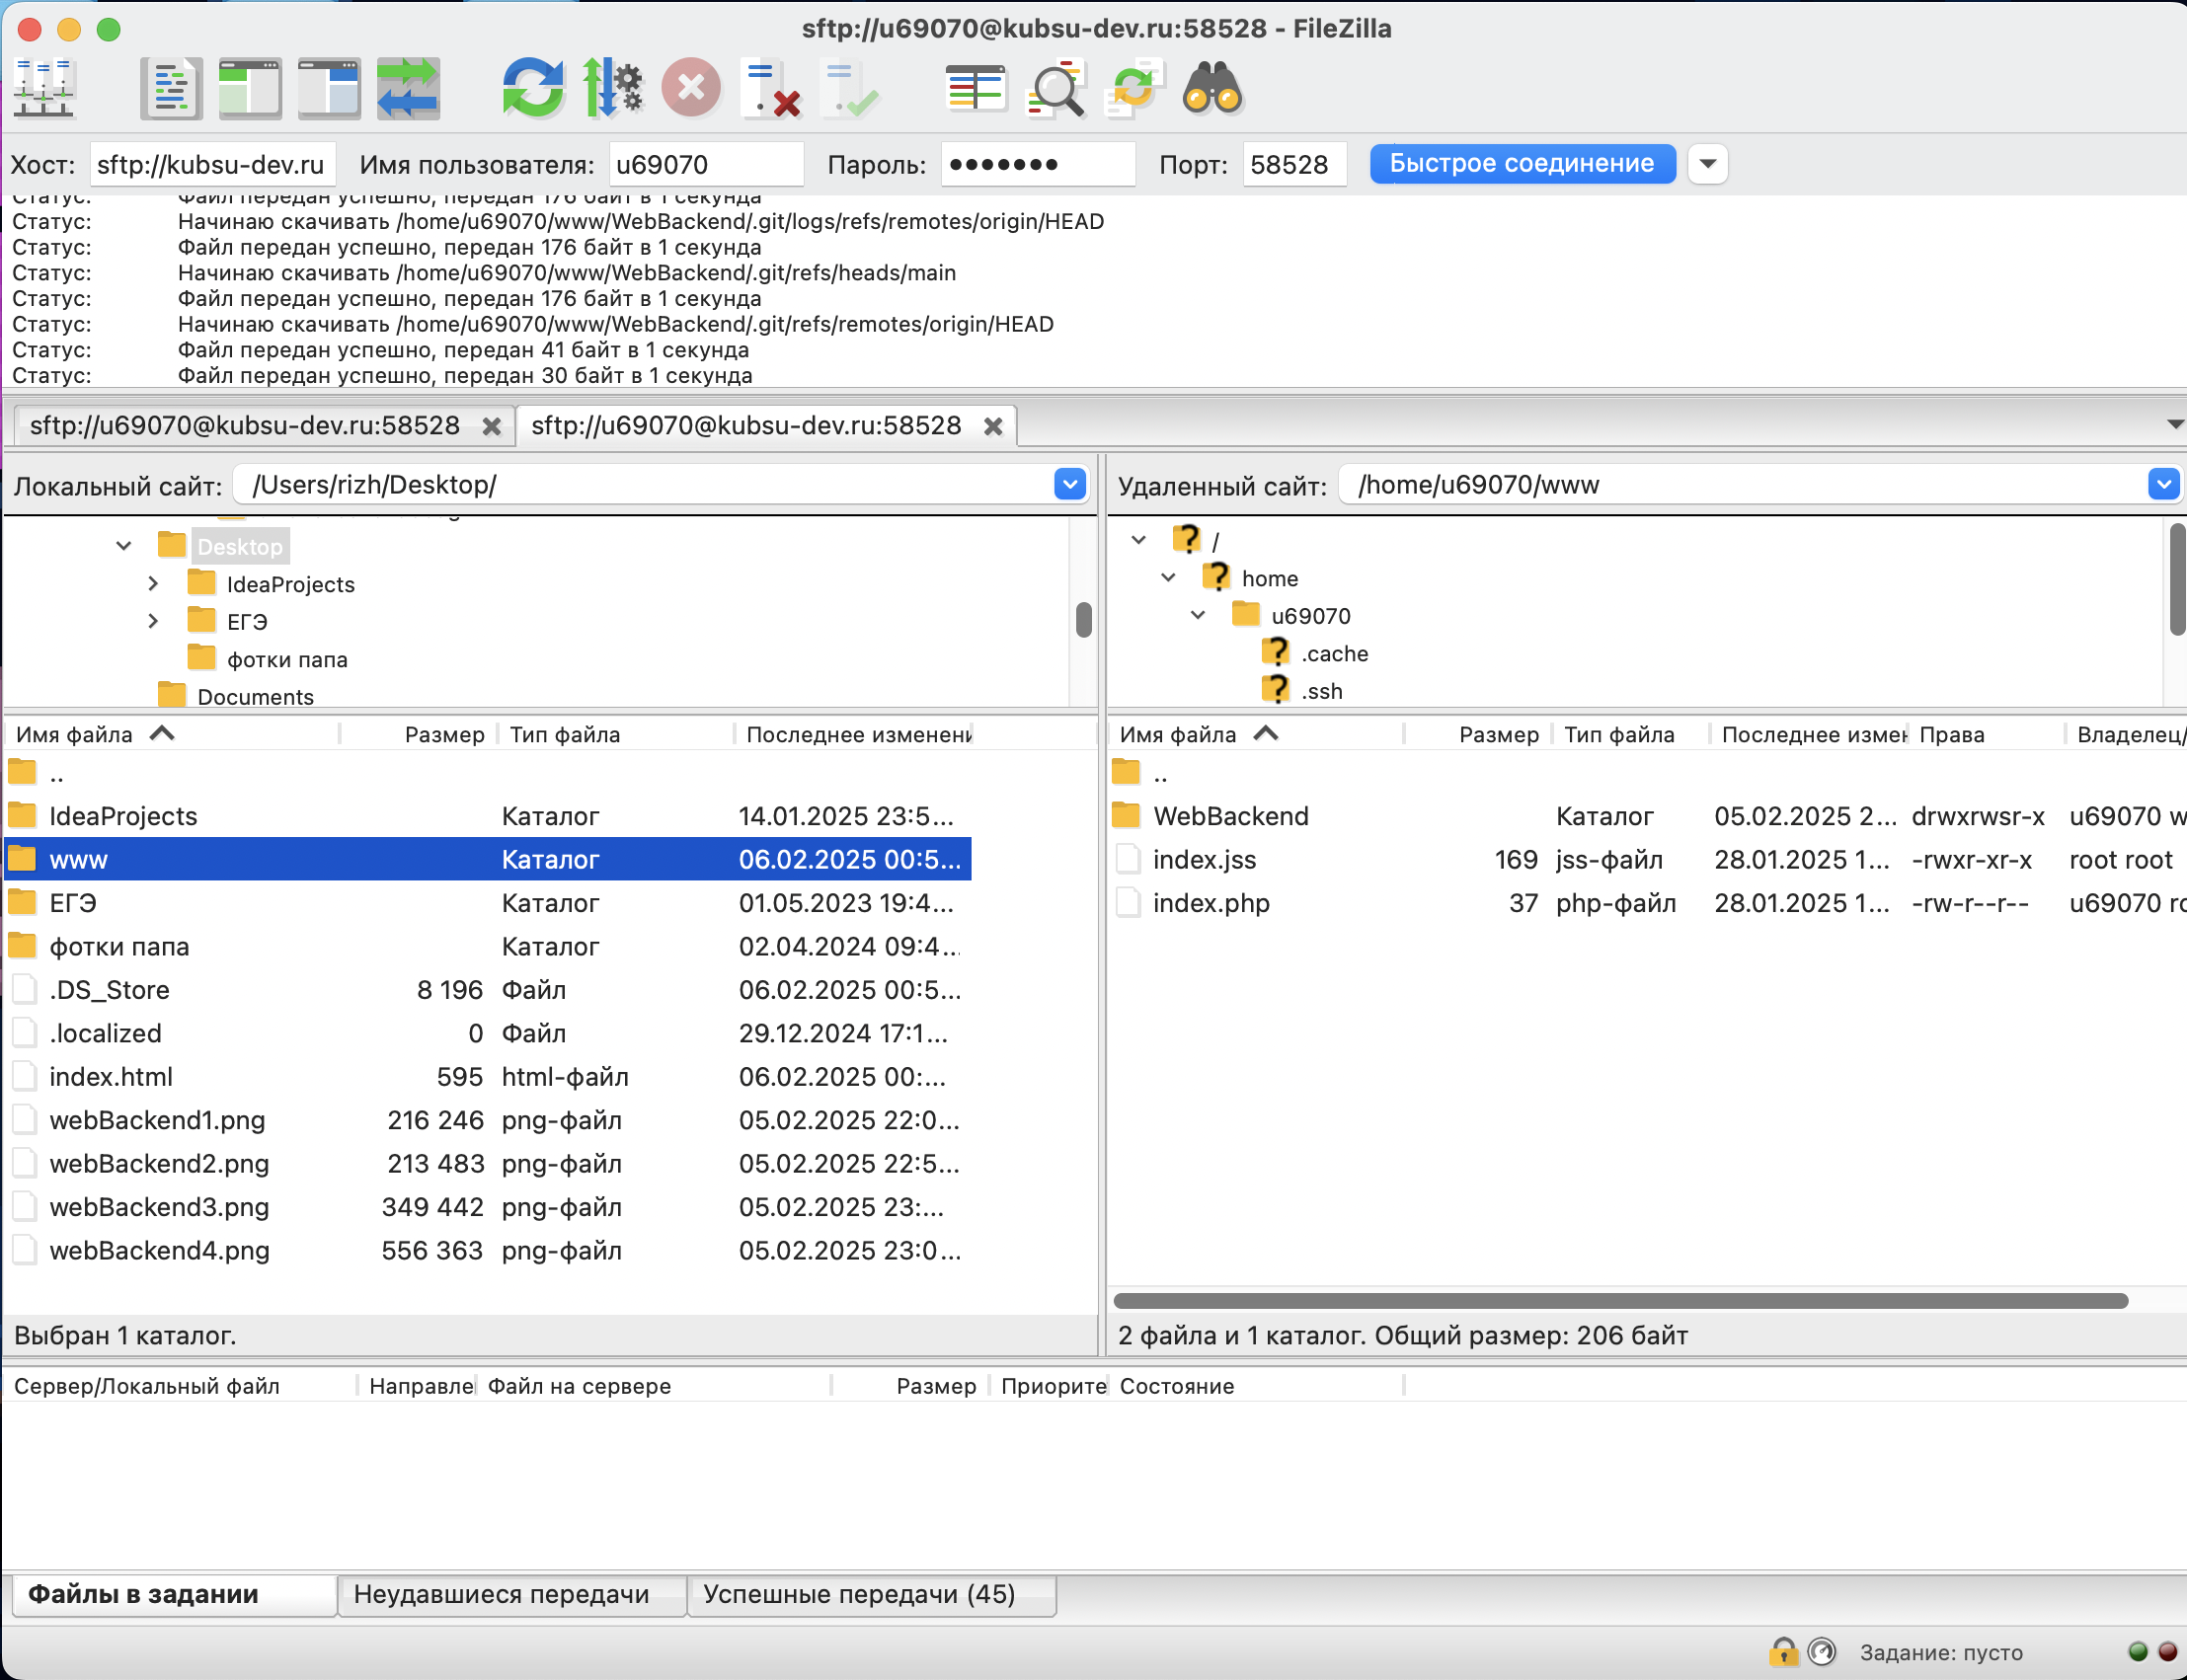 sftp://u69070@kubsu-dev.ru:58528 - FileZilla
Хост: sftp://kubsu-dev.ru Имя пользователя: u69070 Пароль: ••••••• Порт: 58528 Быстрое соединение
Статус: Файл передан успешно, передан 176 байт в 1 секунда
Статус: Начинаю скачивать /home/u69070/www/WebBackend/.git/logs/refs/remotes/origin/HEAD
Статус: Файл передан успешно, передан 176 байт в 1 секунда
Статус: Начинаю скачивать /home/u69070/www/WebBackend/.git/refs/heads/main
Статус: Файл передан успешно, передан 176 байт в 1 секунда
Статус: Начинаю скачивать /home/u69070/www/WebBackend/.git/refs/remotes/origin/HEAD
Статус: Файл передан успешно, передан 41 байт в 1 секунда
Статус: Файл передан успешно, передан 30 байт в 1 секунда
sftp://u69070@kubsu-dev.ru:58528 sftp://u69070@kubsu-dev.ru:58528
Локальный сайт: /Users/rizh/Desktop/
Desktop
IdeaProjects
ЕГЭ
фотки папа
Documents
Имя файла Размер Тип файла Последнее изменени
..
IdeaProjects Каталог 14.01.2025 23:5...
www Каталог 06.02.2025 00:5...
ЕГЭ Каталог 01.05.2023 19:4...
фотки папа Каталог 02.04.2024 09:4...
.DS_Store 8 196 Файл 06.02.2025 00:5...
.localized 0 Файл 29.12.2024 17:1...
index.html 595 html-файл 06.02.2025 00:...
webBackend1.png 216 246 png-файл 05.02.2025 22:0...
webBackend2.png 213 483 png-файл 05.02.2025 22:5...
webBackend3.png 349 442 png-файл 05.02.2025 23:...
webBackend4.png 556 363 png-файл 05.02.2025 23:0...
Выбран 1 каталог.
Удаленный сайт: /home/u69070/www
/
home
u69070
.cache
.ssh
Имя файла Размер Тип файла Последнее измен Права Владелец/
..
WebBackend Каталог 05.02.2025 2... drwxrwsr-x u69070 w
index.jss 169 jss-файл 28.01.2025 1... -rwxr-xr-x root root
index.php 37 php-файл 28.01.2025 1... -rw-r--r-- u69070 ro
2 файла и 1 каталог. Общий размер: 206 байт
Сервер/Локальный файл Направле Файл на сервере Размер Приорите Состояние
Файлы в задании Неудавшиеся передачи Успешные передачи (45)
Задание: пусто